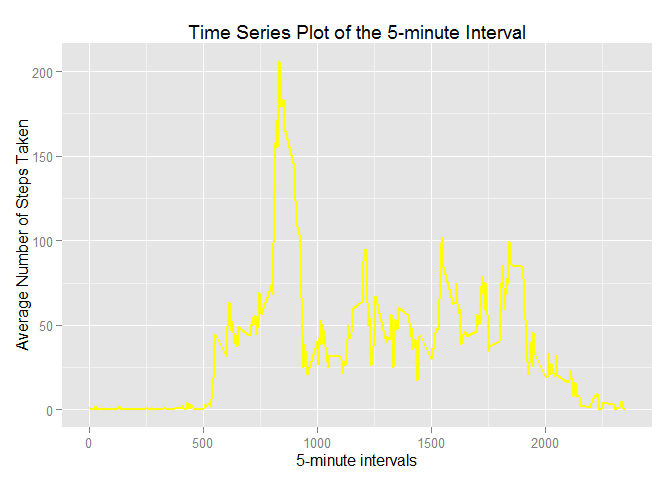 Time Series Plot of the 5-minute Interval
Average Number of Steps Taken
200
150
100
50
0
0 500 1000 1500 2000
5-minute intervals